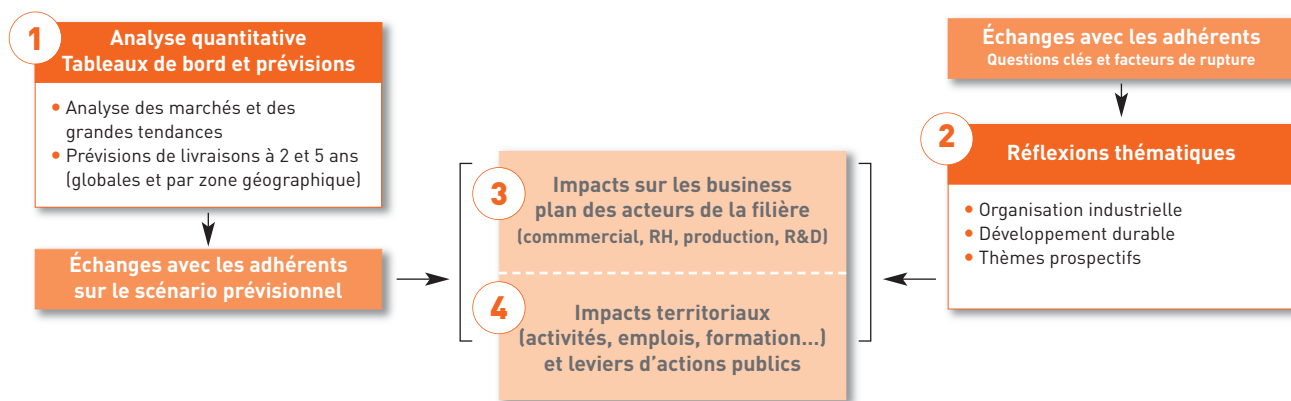 1
Analyse quantitative
Tableaux de bord et prévisions
• Analyse des marchés et des
grandes tendances
• Prévisions de livraisons à 2 et 5 ans
(globales et par zone géographique)
Échanges avec les adhérents
sur le scénario prévisionnel
3
Impacts sur les business
plan des acteurs de la filière
(commmercial, RH, production, R&D)
4
Impacts territoriaux
(activités, emplois, formation...)
et leviers d'actions publics
Échanges avec les adhérents
Questions clés et facteurs de rupture
2
Réflexions thématiques
• Organisation industrielle
• Développement durable
• Thèmes prospectifs